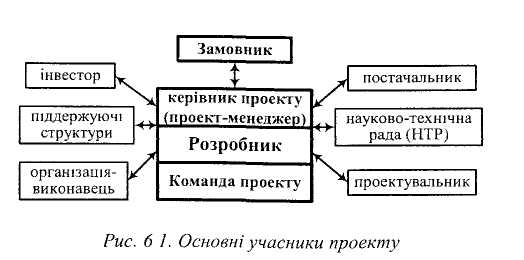 Замовник
інвестор
керівник проекту
(проект-менеджер)
постачальник
піддержуючі
структури
науково-технічна
рада (НТР)
Розробник
організація-
виконавець
Команда проекту
проектувальник
Рис. 6 1. Основні учасники проекту